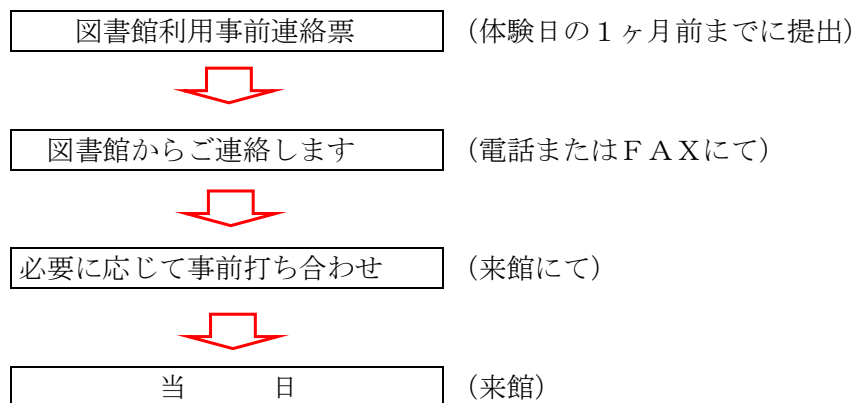 図書館利用事前連絡票 (体験日の1ヶ月前までに提出)
図書館からご連絡します (電話またはFAXにて)
必要に応じて事前打ち合わせ (来館にて)
当 日 (来館)